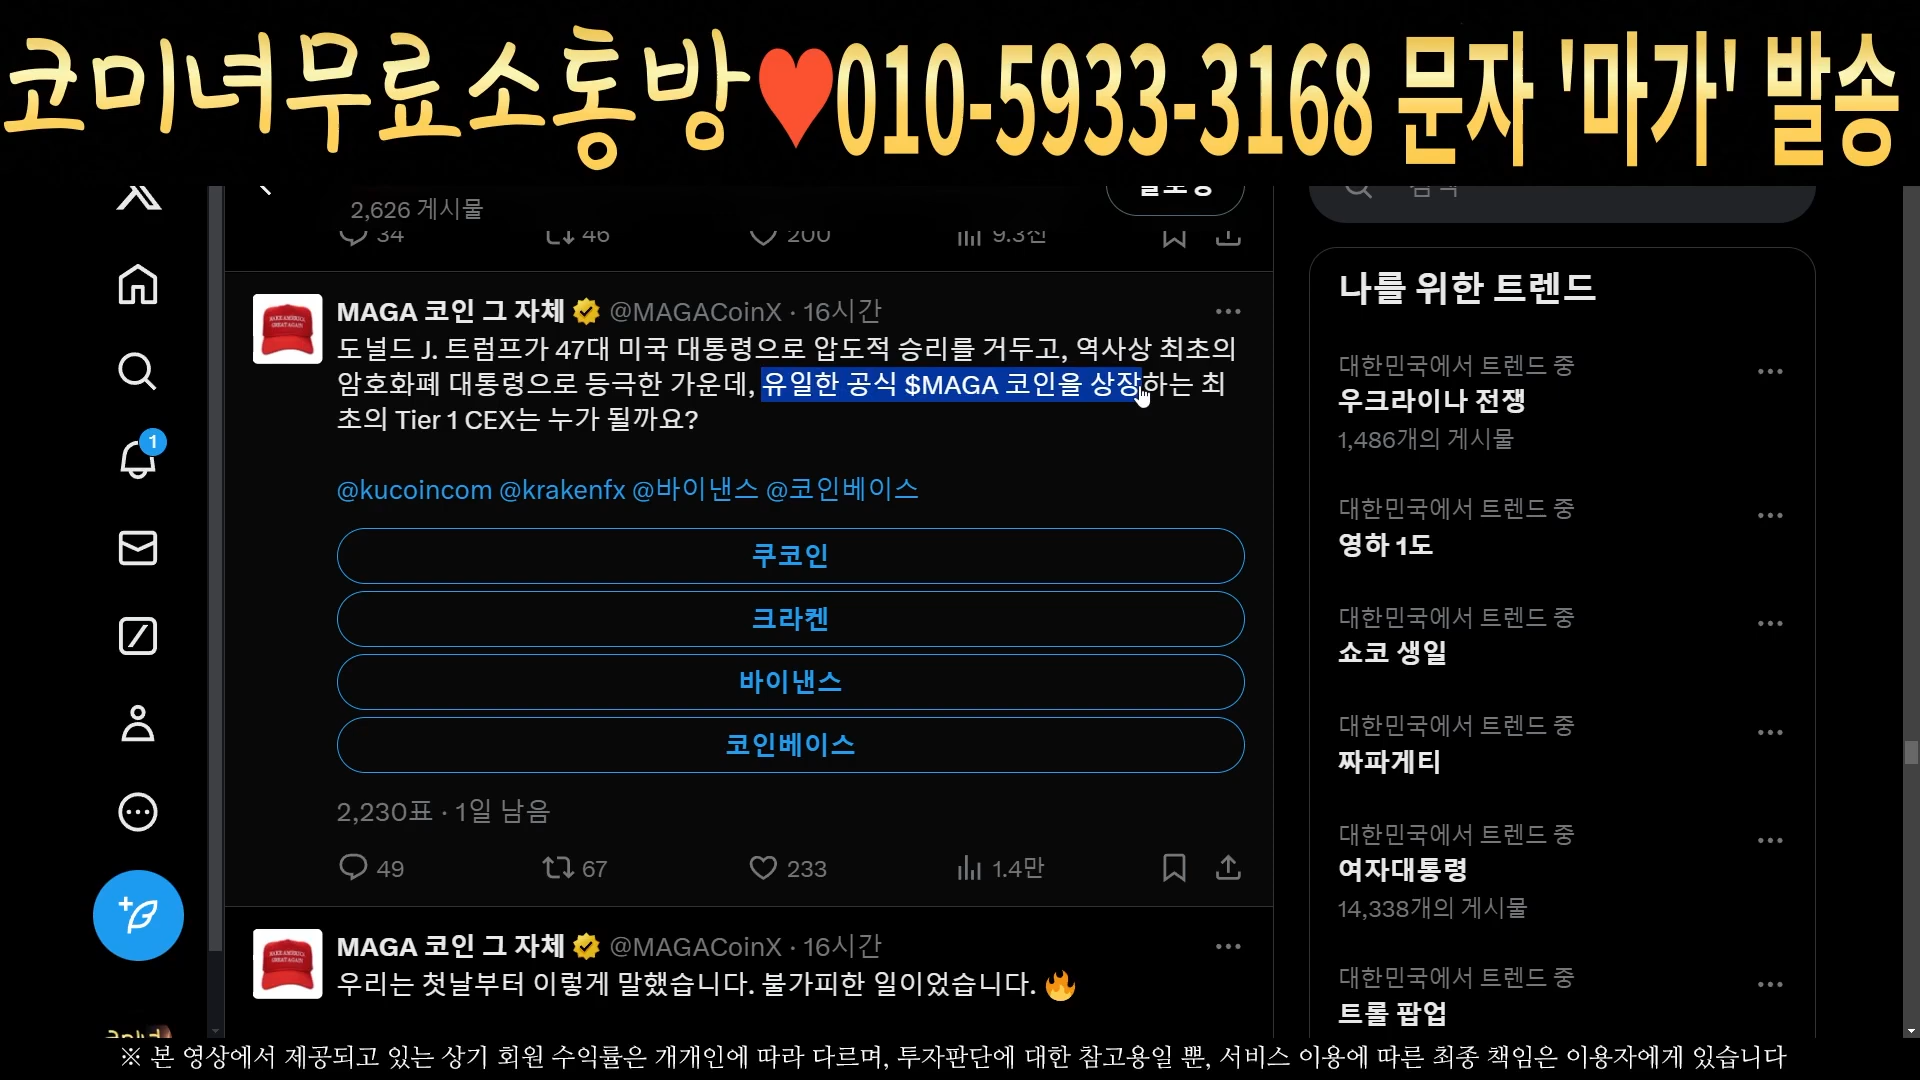 코미녀무료소통방♥010-5933-3168 문자 '마가' 발송
2,626 게시물
34 46 200
MAGA 코인 그 자체 @MAGACoinX · 16시간
도널드 J. 트럼프가 47대 미국 대통령으로 압도적 승리를 거두고, 역사상 최초의
암호화폐 대통령으로 등극한 가운데, 유일한 공식 $MAGA 코인을 상장하는 최
초의 Tier 1 CEX는 누가 될까요?
@kucoincom @krakenfx @바이낸스 @코인베이스
쿠코인
크라켄
바이낸스
코인베이스
2,230표 · 1일 남음
49 67 233 1.4만
MAGA 코인 그 자체 @MAGACoinX · 16시간
우리는 첫날부터 이렇게 말했습니다. 불가피한 일이었습니다. 🔥
1
나를 위한 트렌드
대한민국에서 트렌드 중
우크라이나 전쟁
1,486개의 게시물
대한민국에서 트렌드 중
영하 1도
대한민국에서 트렌드 중
쇼코 생일
대한민국에서 트렌드 중
짜파게티
대한민국에서 트렌드 중
여자대통령
14,338개의 게시물
대한민국에서 트렌드 중
트롤 팝업
※ 본 영상에서 제공되고 있는 상기 회원 수익률은 개개인에 따라 다르며, 투자판단에 대한 참고용일 뿐, 서비스 이용에 따른 최종 책임은 이용자에게 있습니다